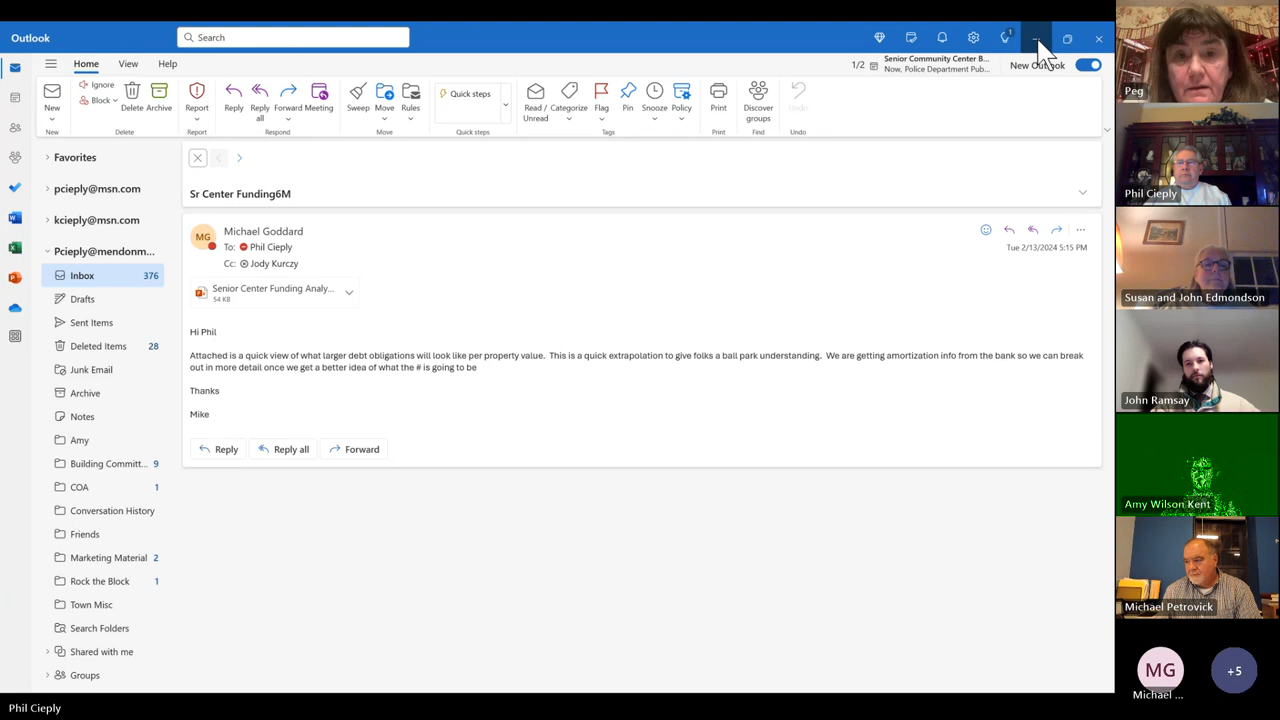 Outlook
Search
1
Home
View
Help
1/2
Senior Community Center B...
Now, Police Department Pub...
New Outlook
New
Ignore
Block
Delete
Archive
Report
Reply
Reply all
Forward
Meeting
Sweep
Move
Rules
Quick steps
Read / Unread
Categorize
Flag
Pin
Snooze
Policy
Print
Discover groups
Undo
New
Delete
Report
Respond
Move
Quick steps
Tags
Print
Find
Undo
Favorites
pcieply@msn.com
kcieply@msn.com
Pcieply@mendonm...
Inbox 376
Drafts
Sent Items
Deleted Items 28
Junk Email
Archive
Notes
Amy
Building Committ... 9
COA 1
Conversation History
Friends
Marketing Material 2
Rock the Block 1
Town Misc
Search Folders
Shared with me
Groups
Sr Center Funding6M
MG
Michael Goddard
To: Phil Cieply
Cc: Jody Kurczy
Tue 2/13/2024 5:15 PM
Senior Center Funding Analy...
54 KB
Hi Phil
Attached is a quick view of what larger debt obligations will look like per property value. This is a quick extrapolation to give folks a ball park understanding. We are getting amortization info from the bank so we can break
out in more detail once we get a better idea of what the # is going to be
Thanks
Mike
Reply
Reply all
Forward
Peg
Phil Cieply
Susan and John Edmondson
John Ramsay
Amy Wilson Kent
Michael Petrovick
MG
Michael ...
+5
Phil Cieply